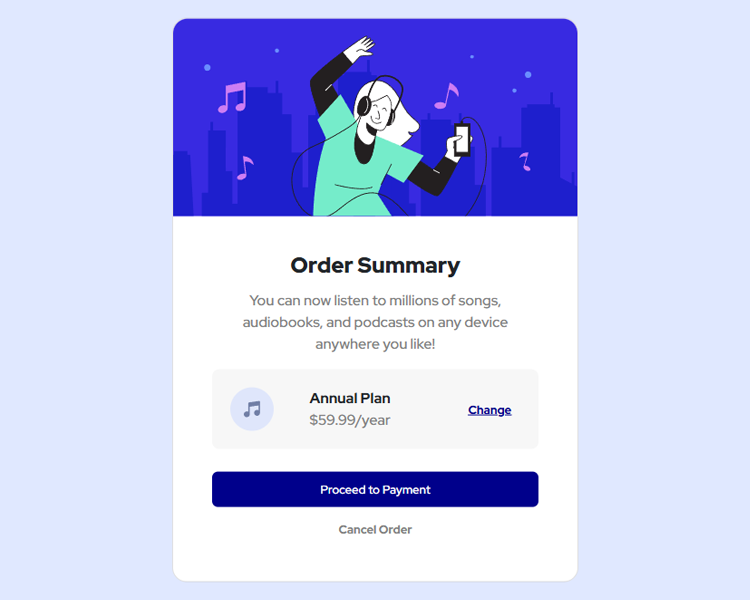 Order Summary
You can now listen to millions of songs,
audiobooks, and podcasts on any device
anywhere you like!
Annual Plan
$59.99/year
Change
Proceed to Payment
Cancel Order